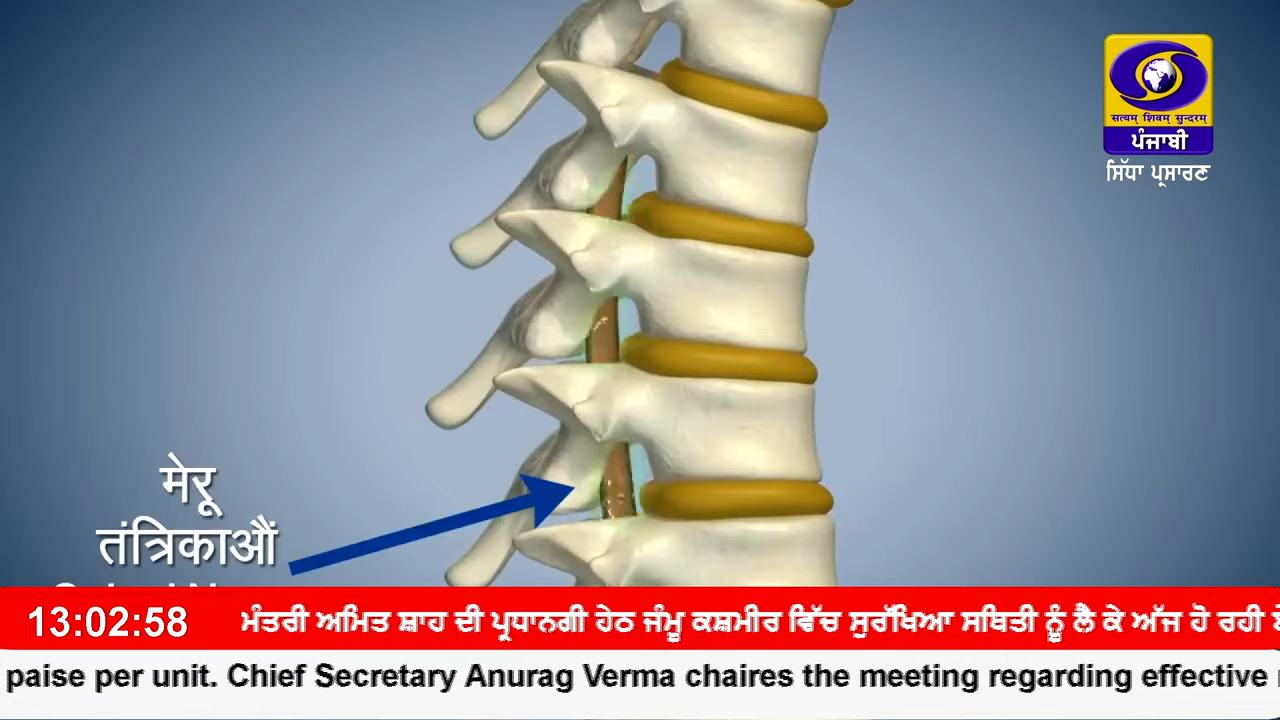 सत्यम् शिवम् सुन्दरम्
ਪੰਜਾਬੀ
ਸਿੱਧਾ ਪ੍ਰਸਾਰਣ
मेरू
तंत्रिकाऔं
13:02:58 ਮੰਤਰੀ ਅਮਿਤ ਸ਼ਾਹ ਦੀ ਪ੍ਰਧਾਨਗੀ ਹੇਠ ਜੰਮੂ ਕਸ਼ਮੀਰ ਵਿੱਚ ਸੁਰੱਖਿਆ ਸਥਿਤੀ ਨੂੰ ਲੈ ਕੇ ਅੱਜ ਹੋ ਰਹੀ
paise per unit. Chief Secretary Anurag Verma chaires the meeting regarding effective